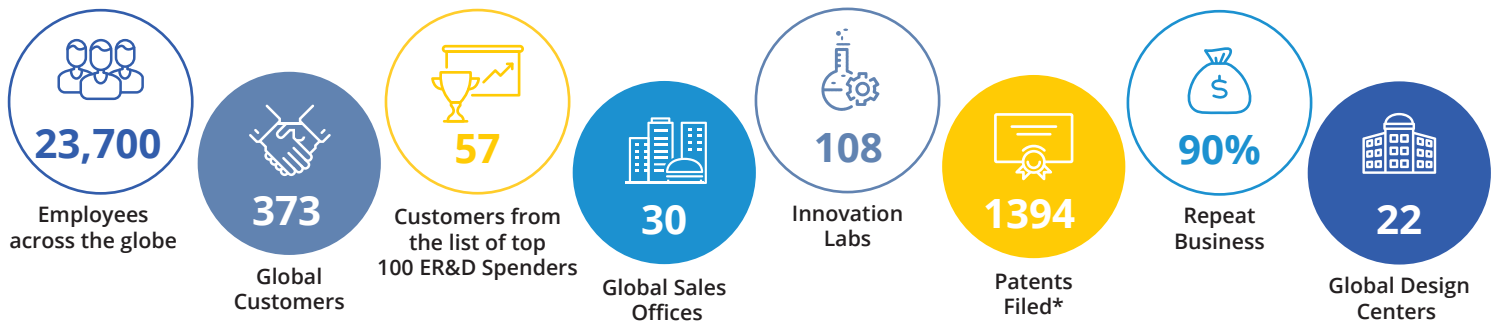 23,700
Employees
across the globe
373
Global
Customers
57
Customers from
the list of top
100 ER&D Spenders
30
Global Sales
Offices
108
Innovation
Labs
1394
Patents
Filed*
$
90%
Repeat
Business
22
Global Design
Centers